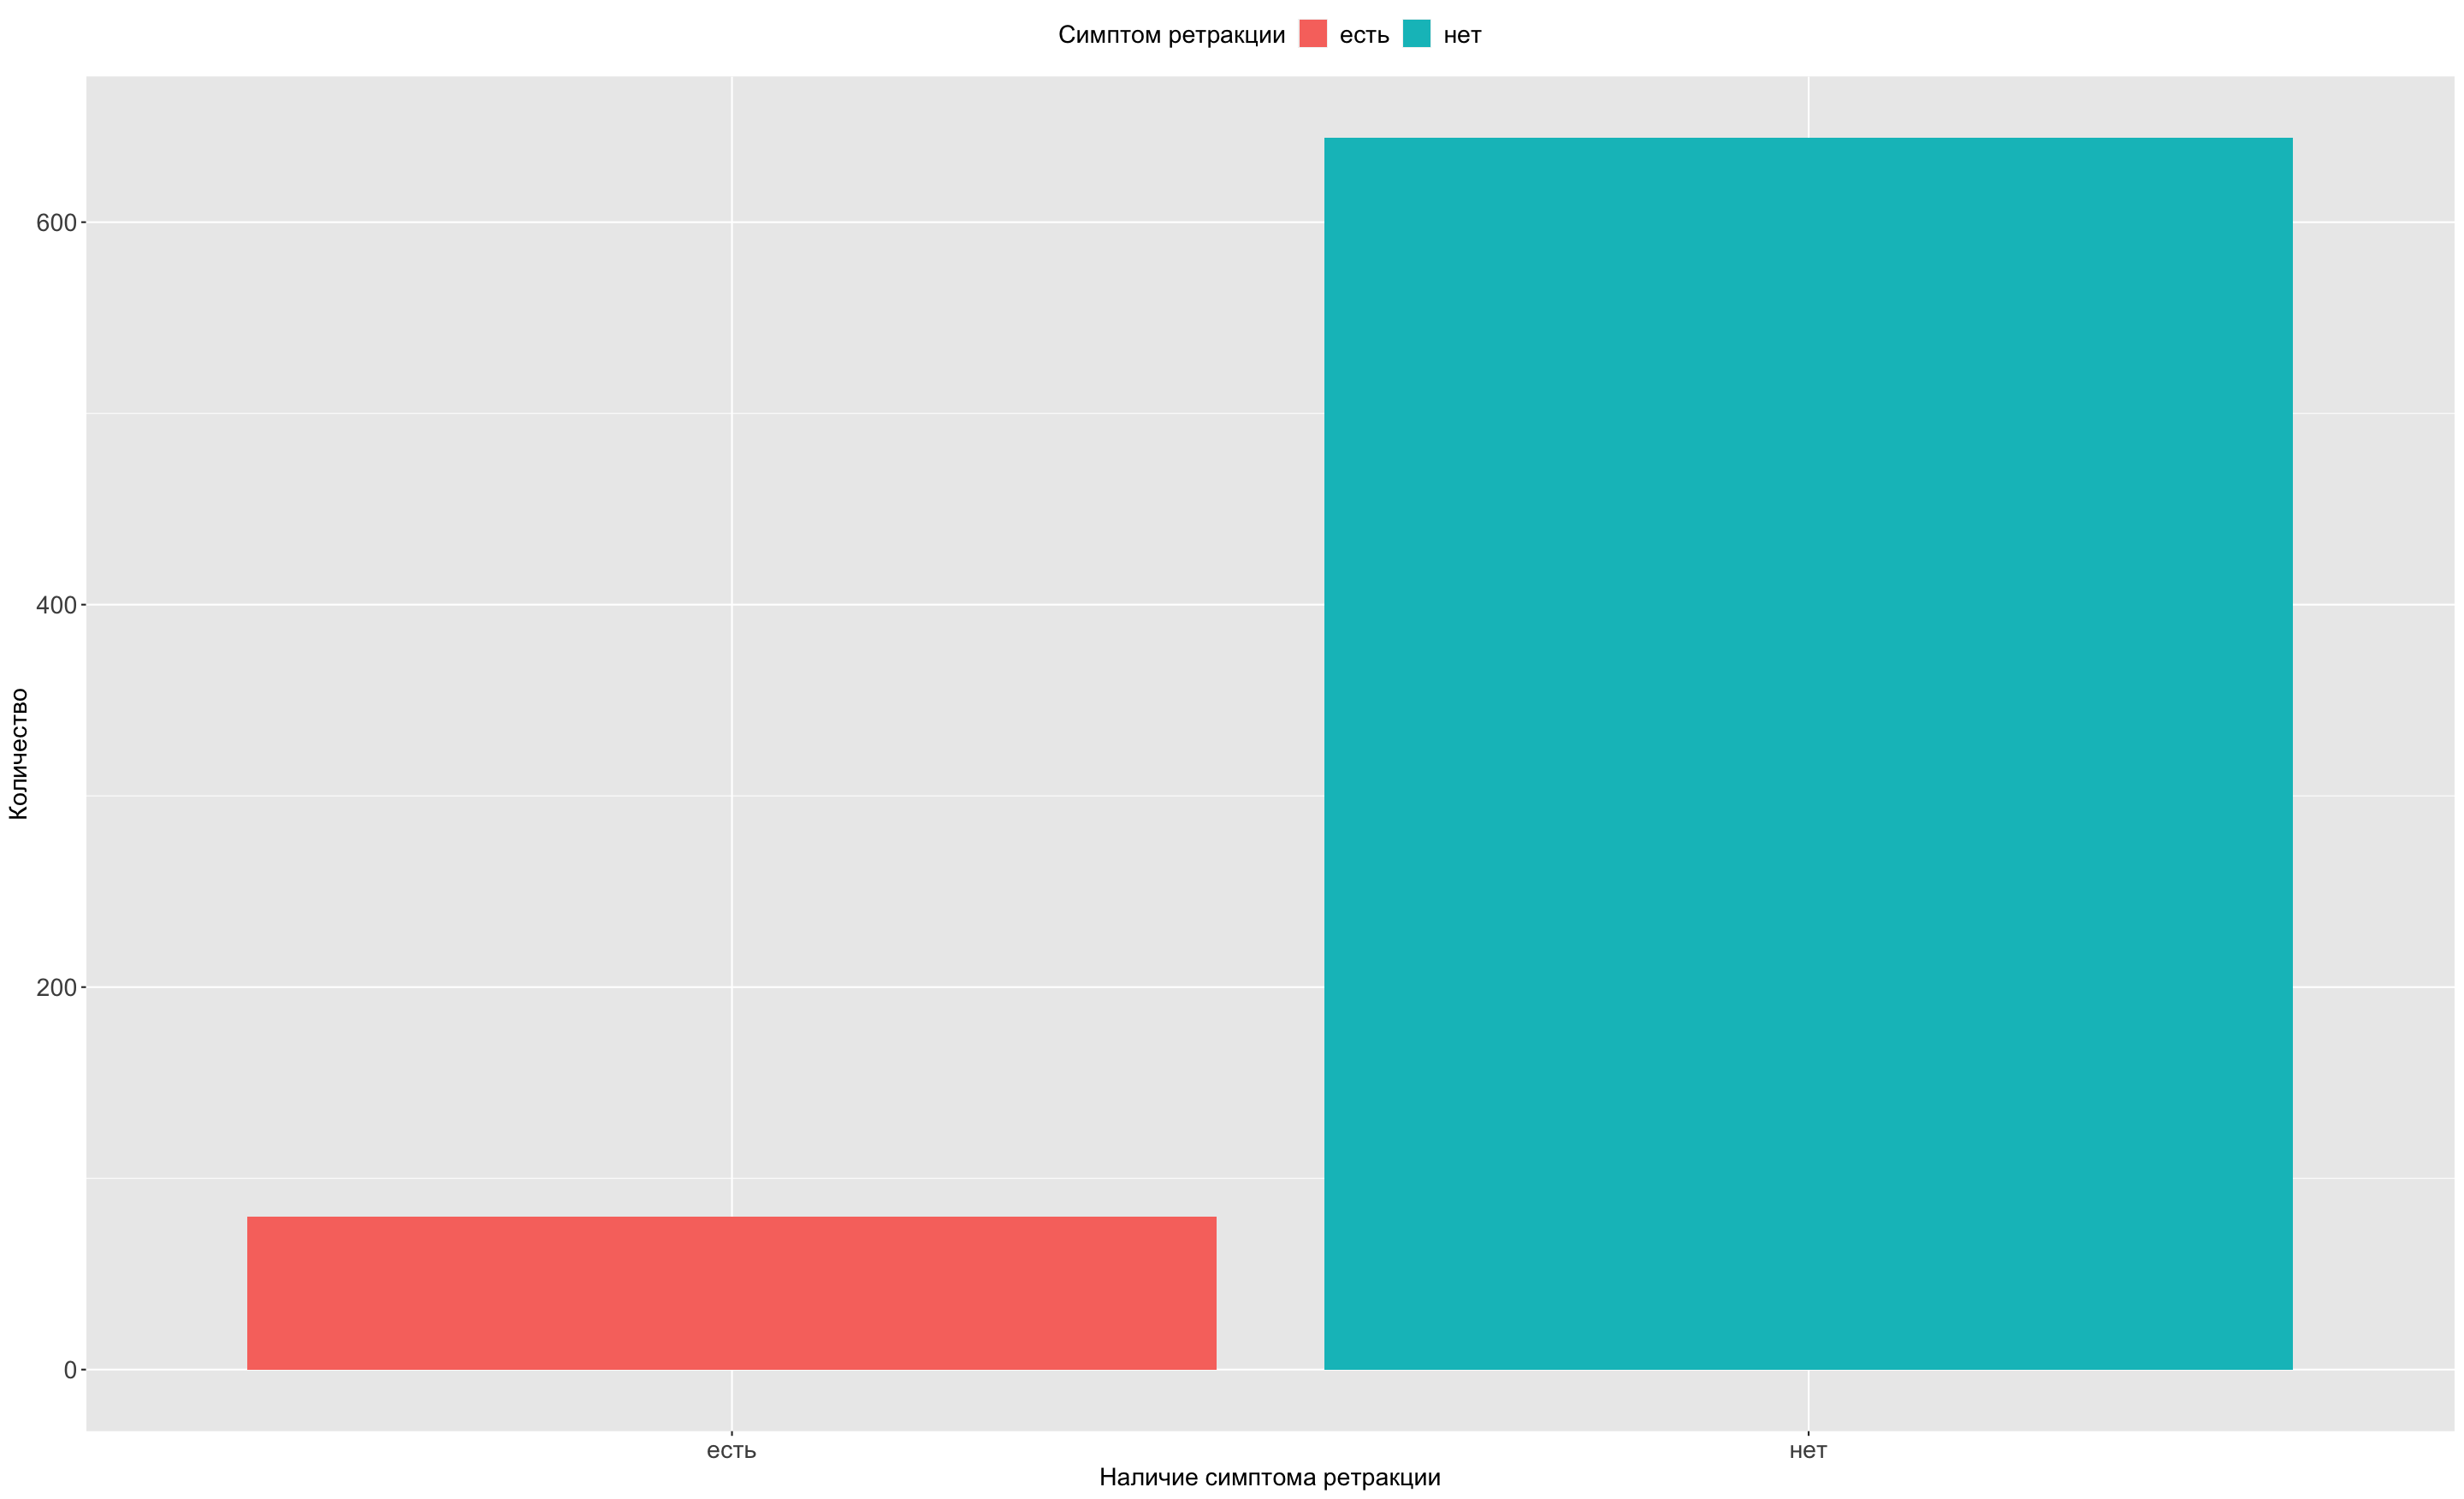 Симптом ретракции есть нет
600
400
200
0
Количество
есть нет
Наличие симптома ретракции